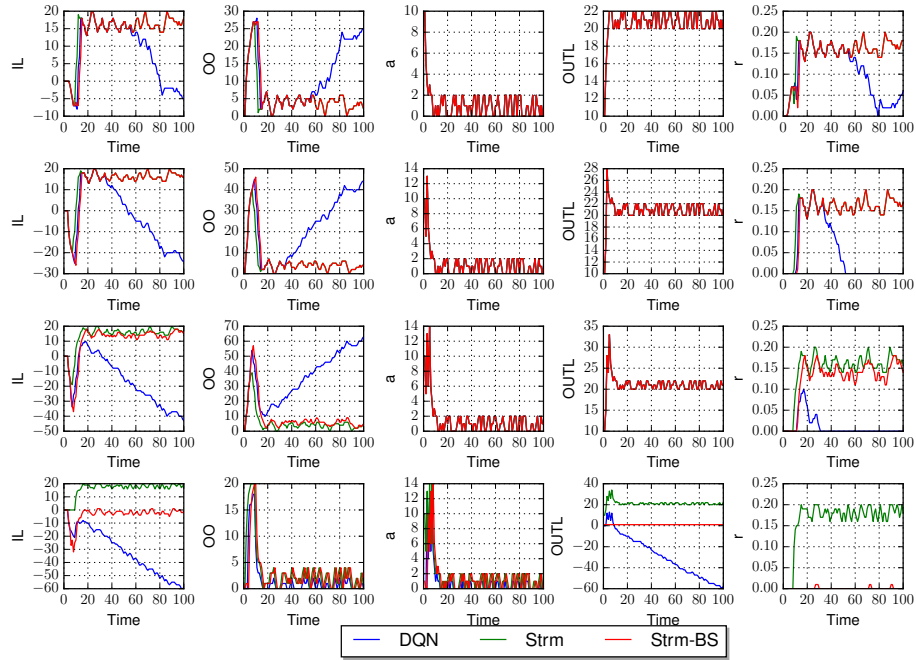 IL
20
15
10
5
0
−5
−10
0 20 40 60 80 100
Time
OO
30
25
20
15
10
5
0
0 20 40 60 80 100
Time
a
10
8
6
4
2
0
0 20 40 60 80 100
Time
OUTL
22
20
18
16
14
12
10
0 20 40 60 80 100
Time
r
0.25
0.20
0.15
0.10
0.05
0.00
0 20 40 60 80 100
Time
IL
20
10
0
−10
−20
−30
0 20 40 60 80 100
Time
OO
50
40
30
20
10
0
0 20 40 60 80 100
Time
a
14
12
10
8
6
4
2
0
0 20 40 60 80 100
Time
OUTL
28
26
24
22
20
18
16
14
12
10
0 20 40 60 80 100
Time
r
0.25
0.20
0.15
0.10
0.05
0.00
0 20 40 60 80 100
Time
IL
20
10
0
−10
−20
−30
−40
−50
0 20 40 60 80 100
Time
OO
70
60
50
40
30
20
10
0
0 20 40 60 80 100
Time
a
14
12
10
8
6
4
2
0
0 20 40 60 80 100
Time
OUTL
35
30
25
20
15
10
0 20 40 60 80 100
Time
r
0.25
0.20
0.15
0.10
0.05
0.00
0 20 40 60 80 100
Time
IL
20
10
0
−10
−20
−30
−40
−50
−60
0 20 40 60 80 100
Time
OO
20
15
10
5
0
0 20 40 60 80 100
Time
a
14
12
10
8
6
4
2
0
0 20 40 60 80 100
Time
OUTL
40
20
0
−20
−40
−60
0 20 40 60 80 100
Time
r
0.25
0.20
0.15
0.10
0.05
0.00
0 20 40 60 80 100
Time
DQN Strm Strm-BS